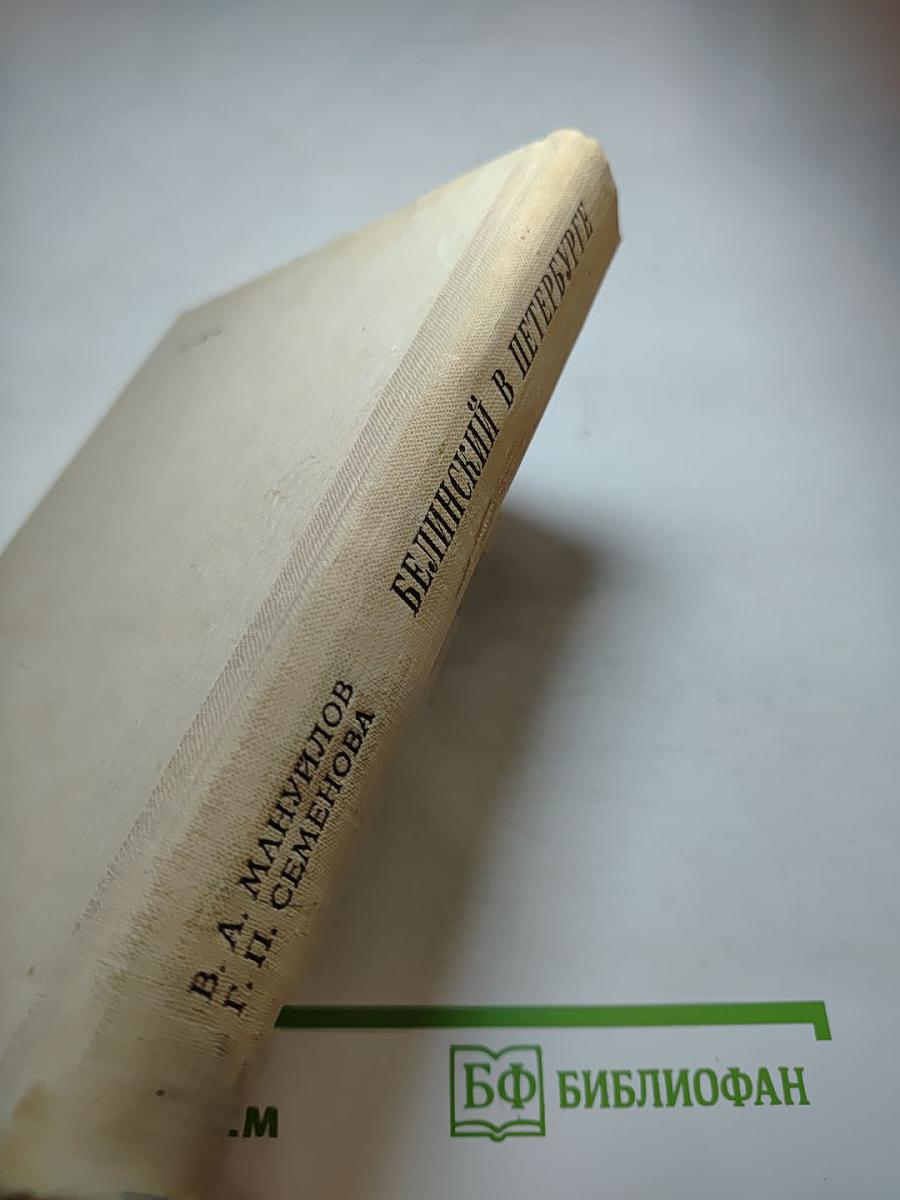 БЕЛИНСКИЙ В ПЕТЕРБУРГЕ
В. А. МАНУЙЛОВ
Г. П. СЕМЕНОВА
.м
БФ БИБЛИОФАН